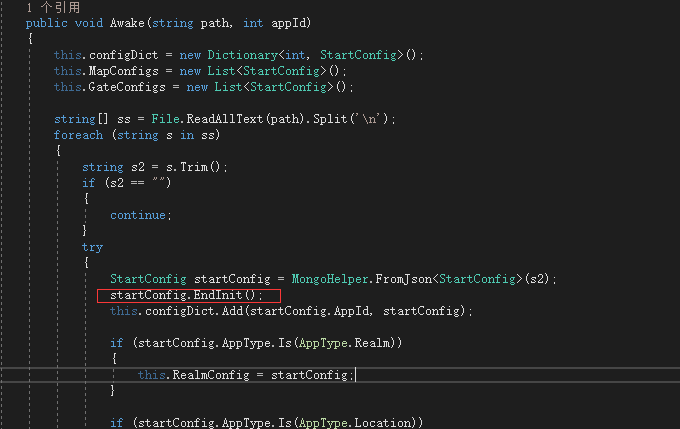 1 个引用
public void Awake(string path, int appId)
{
this.configDict = new Dictionary<int, StartConfig>();
this.MapConfigs = new List<StartConfig>();
this.GateConfigs = new List<StartConfig>();
string[] ss = File.ReadAllText(path).Split('\n');
foreach (string s in ss)
{
string s2 = s.Trim();
if (s2 == "")
{
continue;
}
try
{
StartConfig startConfig = MongoHelper.FromJson<StartConfig>(s2);
startConfig.EndInit();
this.configDict.Add(startConfig.AppId, startConfig);
if (startConfig.AppType.Is(AppType.Realm))
{
this.RealmConfig = startConfig;
}
if (startConfig.AppType.Is(AppType.Location))